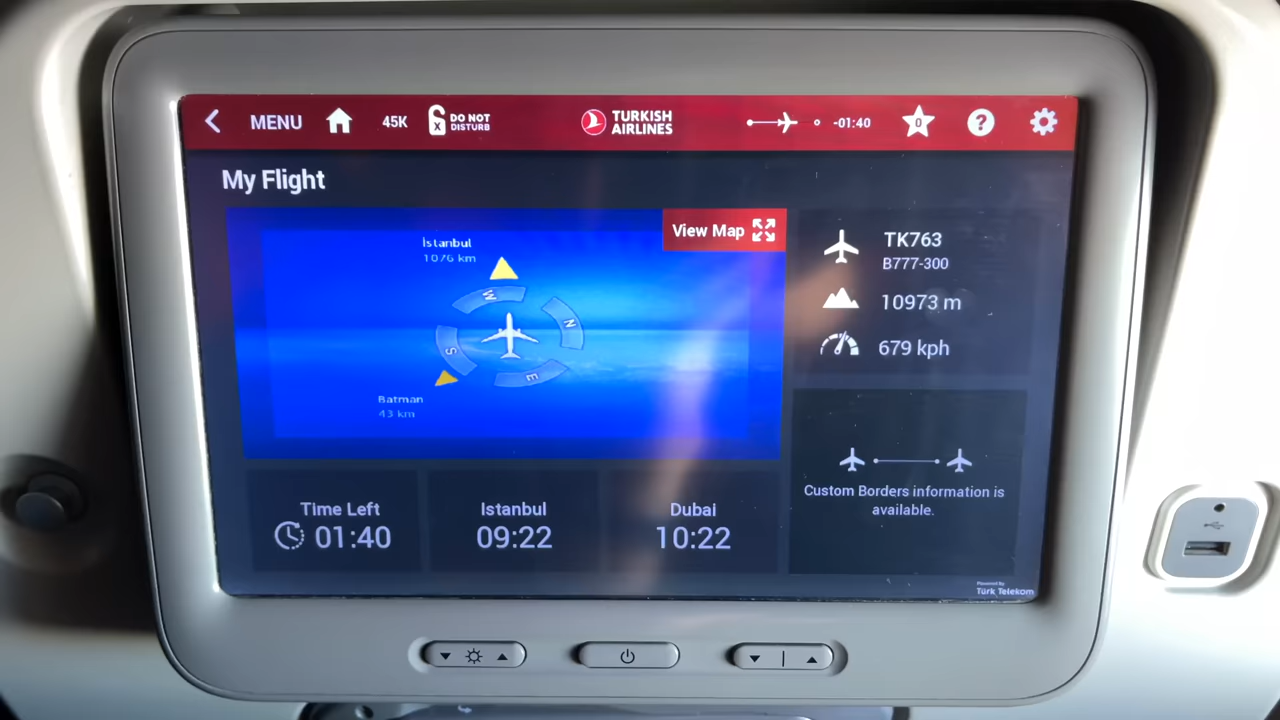 MENU
45K
DO NOT
DISTURB
X
TURKISH
AIRLINES
-01:40
0
?
My Flight
View Map
İstanbul
1076 km
W
N
S
E
Batman
43 km
TK763
B777-300
10973 m
679 kph
Custom Borders information is
available.
Time Left
01:40
Istanbul
09:22
Dubai
10:22
Powered by
Türk Telekom